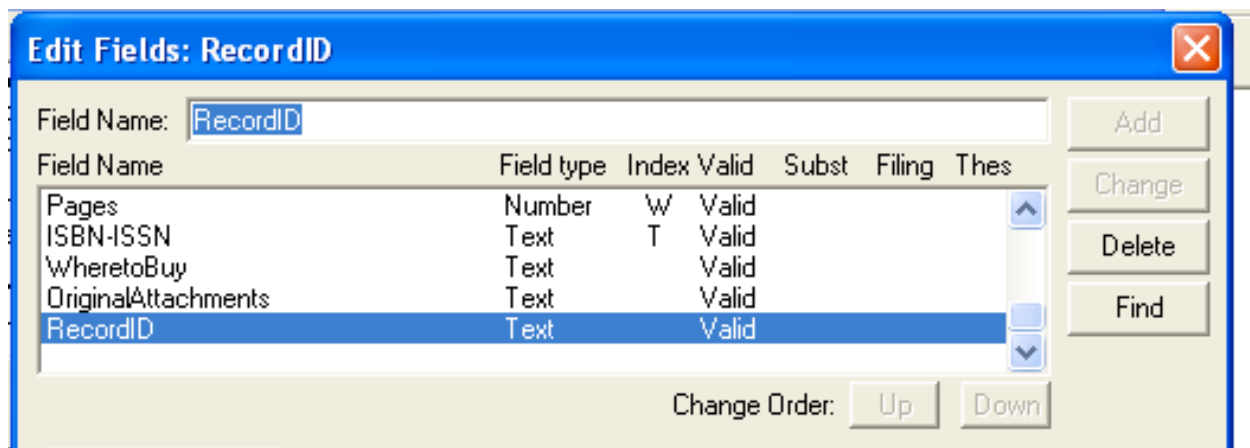 Edit Fields: RecordID
Field Name: RecordID Add
Field Name Field type Index Valid Subst Filing Thes
Change
Pages Number W Valid
ISBN-ISSN Text T Valid
Delete
WheretoBuy Text Valid
OriginalAttachments Text Valid
Find
RecordID Text Valid
Change Order: Up Down